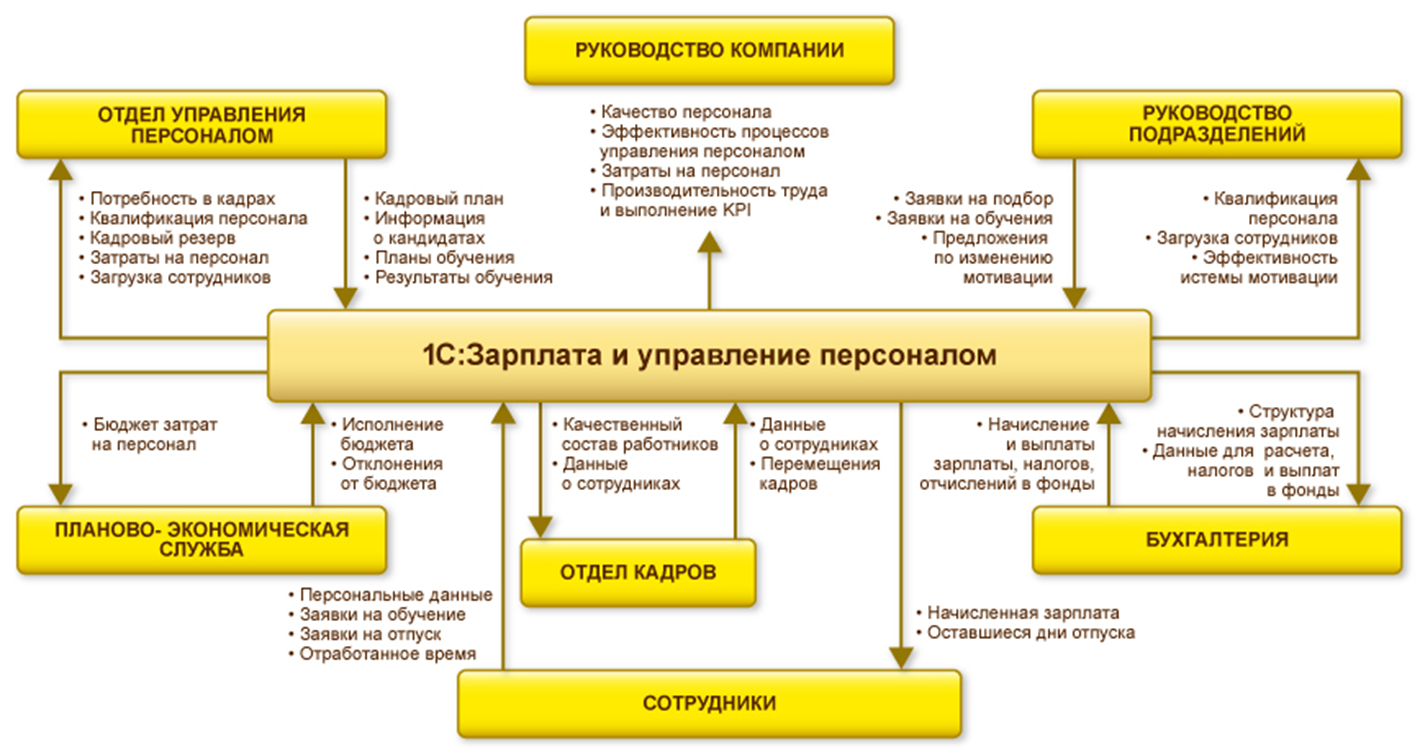 РУКОВОДСТВО КОМПАНИИ
ОТДЕЛ УПРАВЛЕНИЯ
ПЕРСОНАЛОМ
РУКОВОДСТВО
ПОДРАЗДЕЛЕНИЙ
• Качество персонала
• Эффективность процессов
управления персоналом
• Затраты на персонал
• Производительность труда
и выполнение KPI
• Потребность в кадрах
• Квалификация персонала
• Кадровый резерв
• Затраты на персонал
• Загрузка сотрудников
• Кадровый план
• Информация
о кандидатах
• Планы обучения
• Результаты обучения
• Заявки на подбор
• Заявки на обучения
• Предложения
по изменению
мотивации
• Квалификация
персонала
• Загрузка сотрудников
• Эффективность
истемы мотивации
1С:Зарплата и управление персоналом
• Бюджет затрат
на персонал
• Исполнение
бюджета
• Отклонения
от бюджета
• Качественный
состав работников
• Данные
о сотрудниках
• Данные
о сотрудниках
• Перемещения
кадров
• Начисление
и выплаты
зарплаты, налогов,
отчислений в фонды
• Структура
начисления зарплаты
• Данные для расчета,
налогов и выплат
в фонды
ПЛАНОВО- ЭКОНОМИЧЕСКАЯ
СЛУЖБА
ОТДЕЛ КАДРОВ
БУХГАЛТЕРИЯ
• Персональные данные
• Заявки на обучение
• Заявки на отпуск
• Отработанное время
• Начисленная зарплата
• Оставшиеся дни отпуска
СОТРУДНИКИ